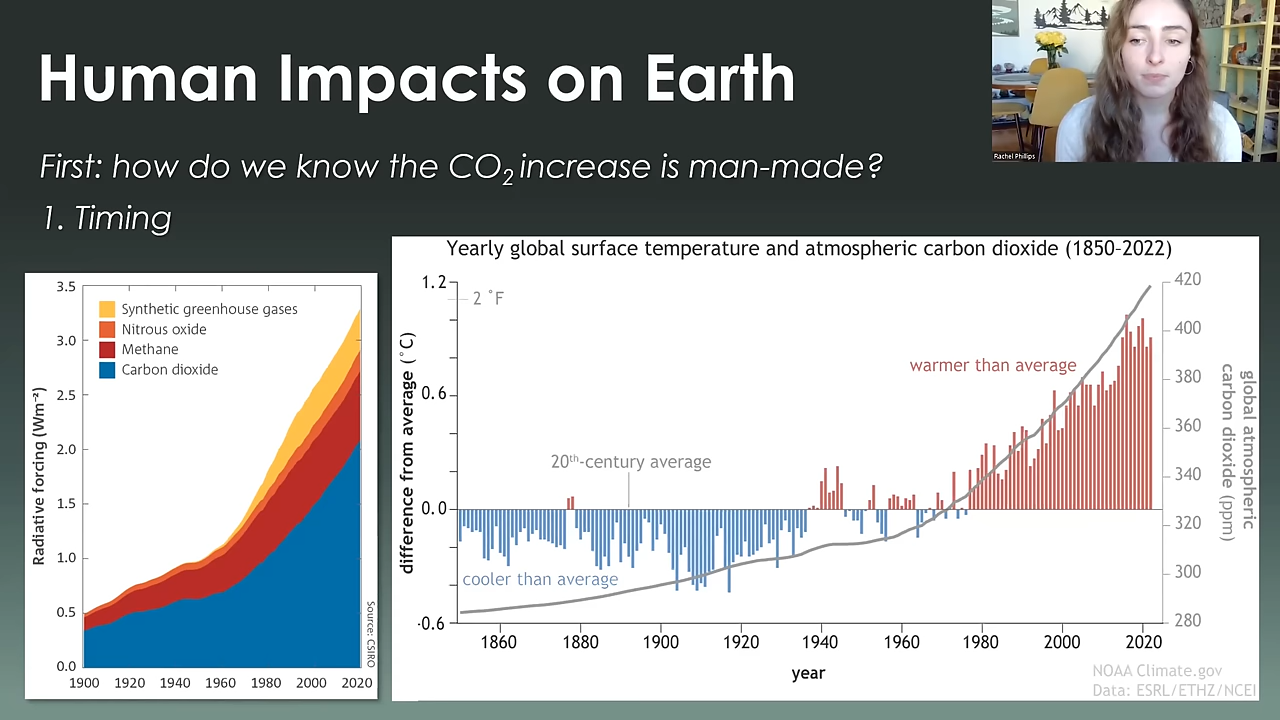 Human Impacts on Earth
Rachel Phillips
First: how do we know the CO₂ increase is man-made?
1. Timing
3.5
3.0
2.5
2.0
1.5
1.0
0.5
0.0
Radiative forcing (Wm⁻²)
Synthetic greenhouse gases
Nitrous oxide
Methane
Carbon dioxide
Source: CSIRO
1900 1920 1940 1960 1980 2000 2020
Yearly global surface temperature and atmospheric carbon dioxide (1850-2022)
1.2
2 °F
0.6
0.0
-0.6
difference from average (°C)
warmer than average
20th-century average
cooler than average
420
400
380
360
340
320
300
280
global atmospheric
carbon dioxide (ppm)
1860 1880 1900 1920 1940 1960 1980 2000 2020
year
NOAA Climate.gov
Data: ESRL/ETHZ/NCEI